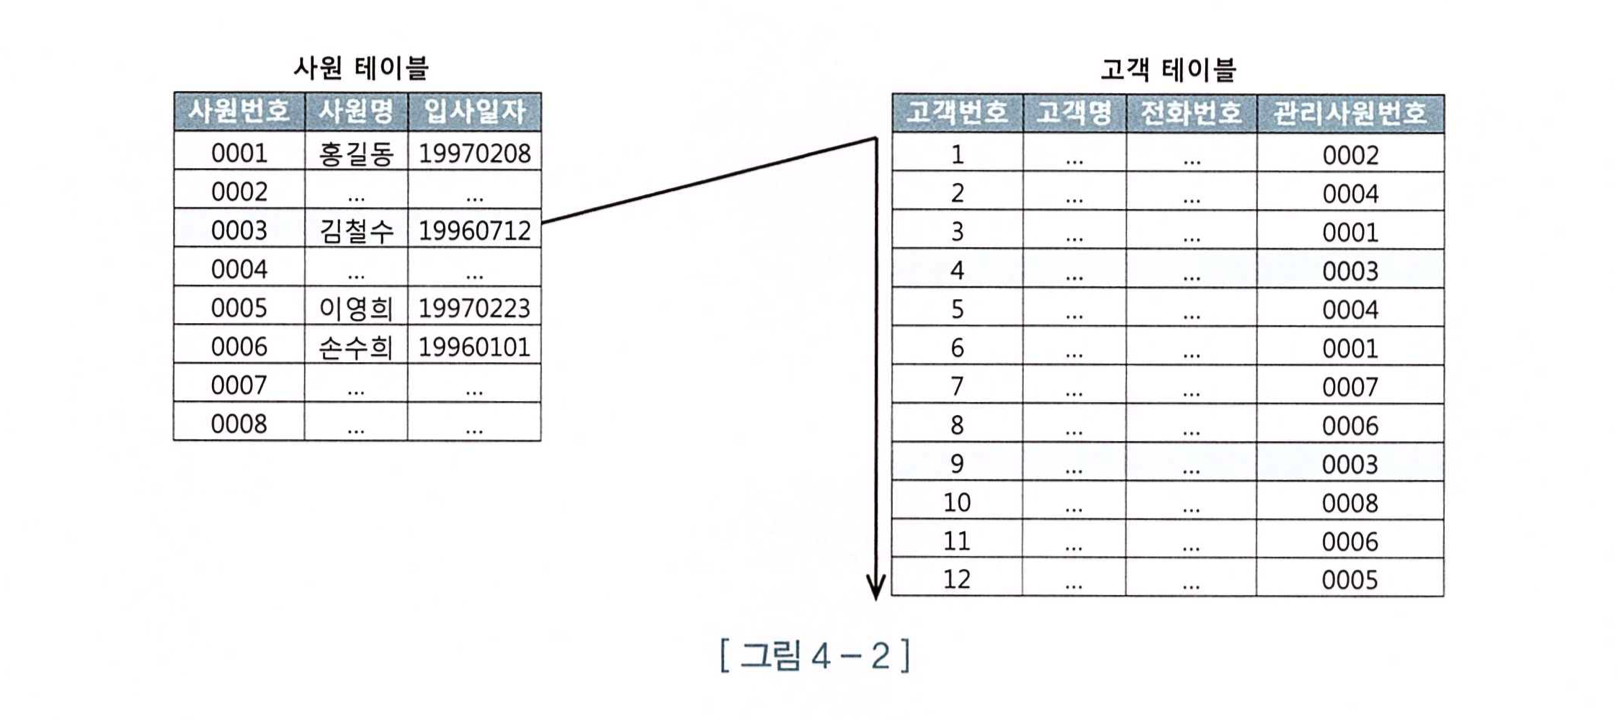 사원 테이블
사원번호 사원명 입사일자
0001 홍길동 19970208
0002 ... ...
0003 김철수 19960712
0004 ... ...
0005 이영희 19970223
0006 손수희 19960101
0007 ... ...
0008 ... ...
고객 테이블
고객번호 고객명 전화번호 관리사원번호
1 ... ... 0002
2 ... ... 0004
3 ... ... 0001
4 ... ... 0003
5 ... ... 0004
6 ... ... 0001
7 ... ... 0007
8 ... ... 0006
9 ... ... 0003
10 ... ... 0008
11 ... ... 0006
12 ... ... 0005
[ 그림 4 - 2 ]